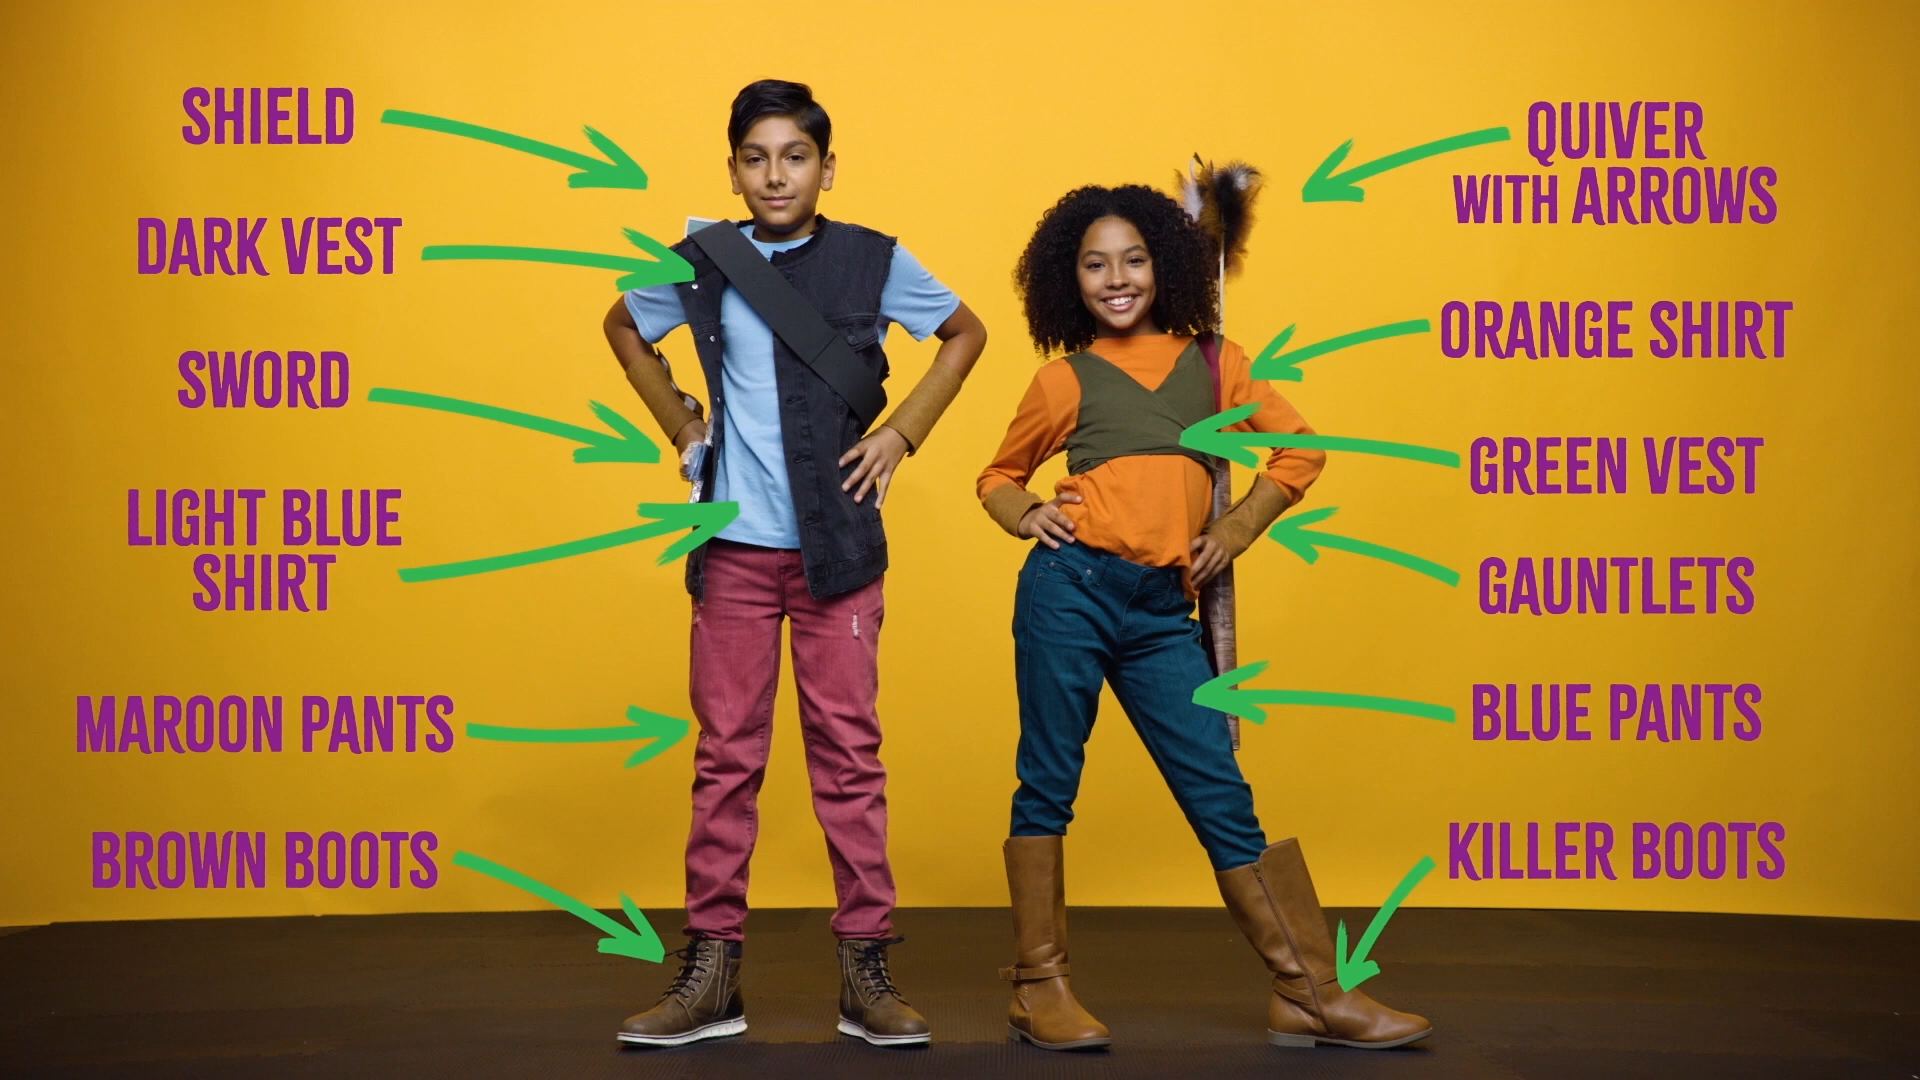 SHIELD
DARK VEST
SWORD
LIGHT BLUE
SHIRT
MAROON PANTS
BROWN BOOTS
QUIVER
WITH ARROWS
ORANGE SHIRT
GREEN VEST
GAUNTLETS
BLUE PANTS
KILLER BOOTS